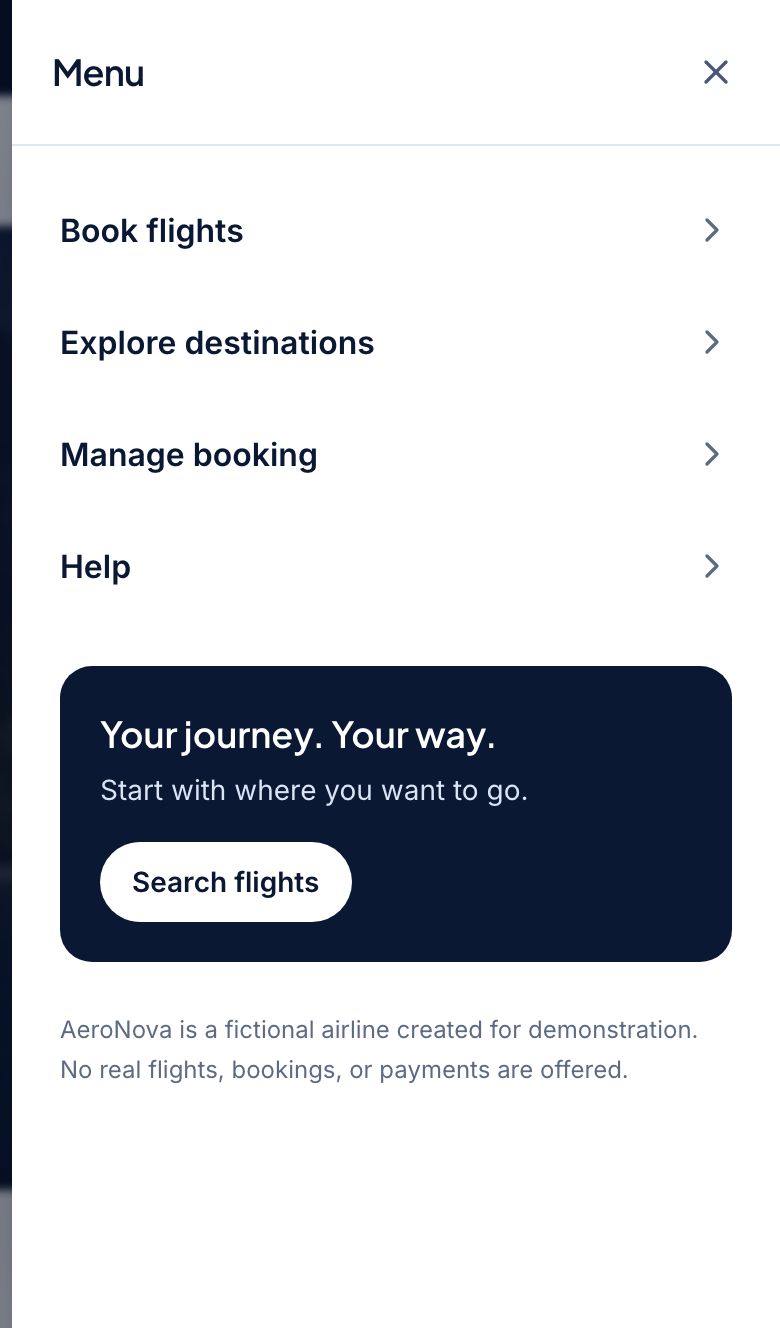 Menu
Book flights
Explore destinations
Manage booking
Help
Your journey. Your way.
Start with where you want to go.
Search flights
AeroNova is a fictional airline created for demonstration.
No real flights, bookings, or payments are offered.